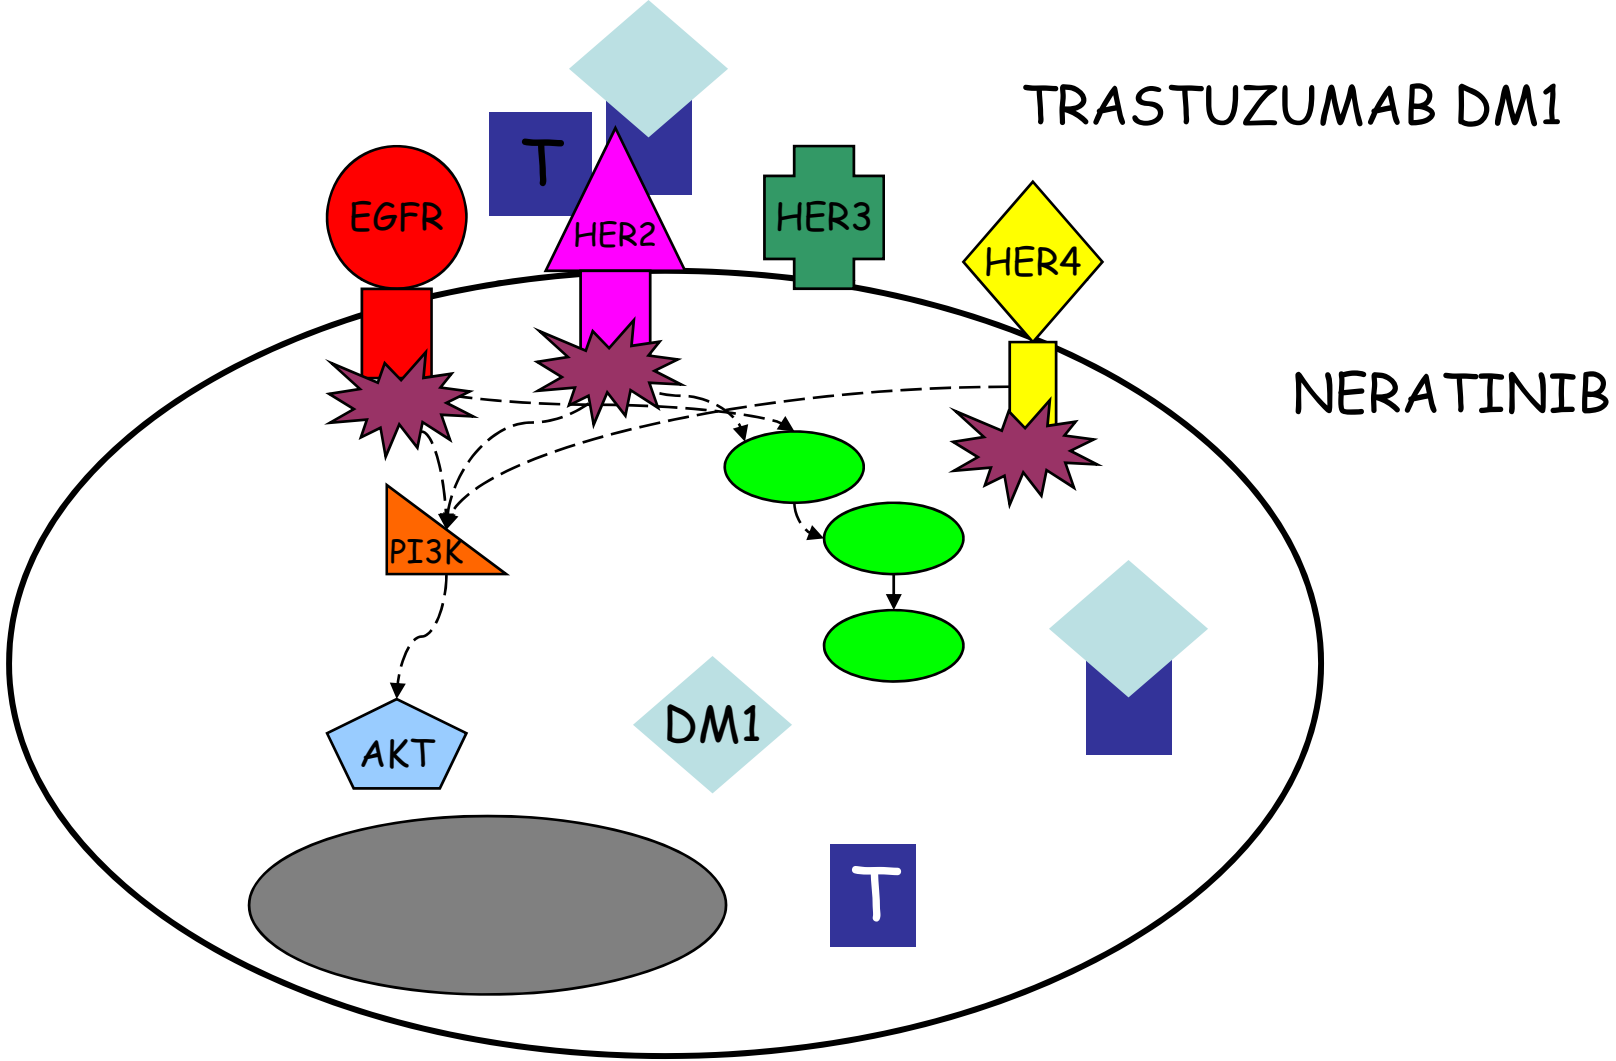 TRASTUZUMAB DM1
T
EGFR
HER2
HER3
HER4
NERATINIB
PI3K
DM1
AKT
T